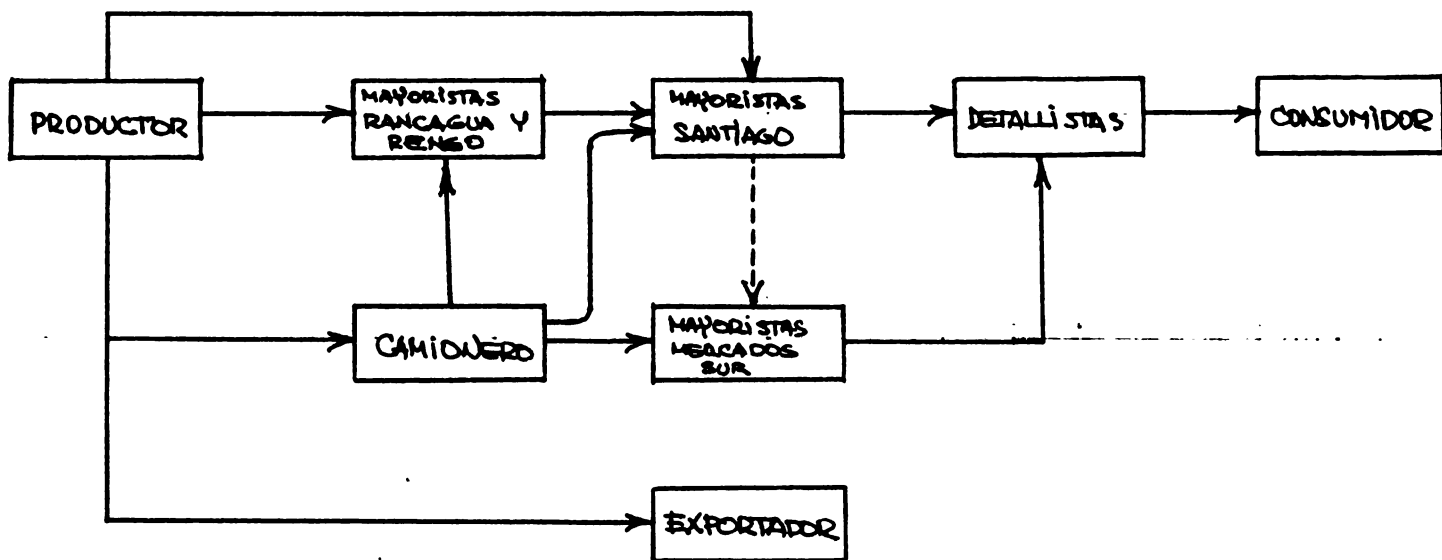 PRODUCTOR
MAYORISTAS
RANCAGUA Y
RENGO
MAYORISTAS
SANTIAGO
DETALLISTAS
CONSUMIDOR
CAMIONERO
MAYORISTAS
MERCADOS
SUR
EXPORTADOR